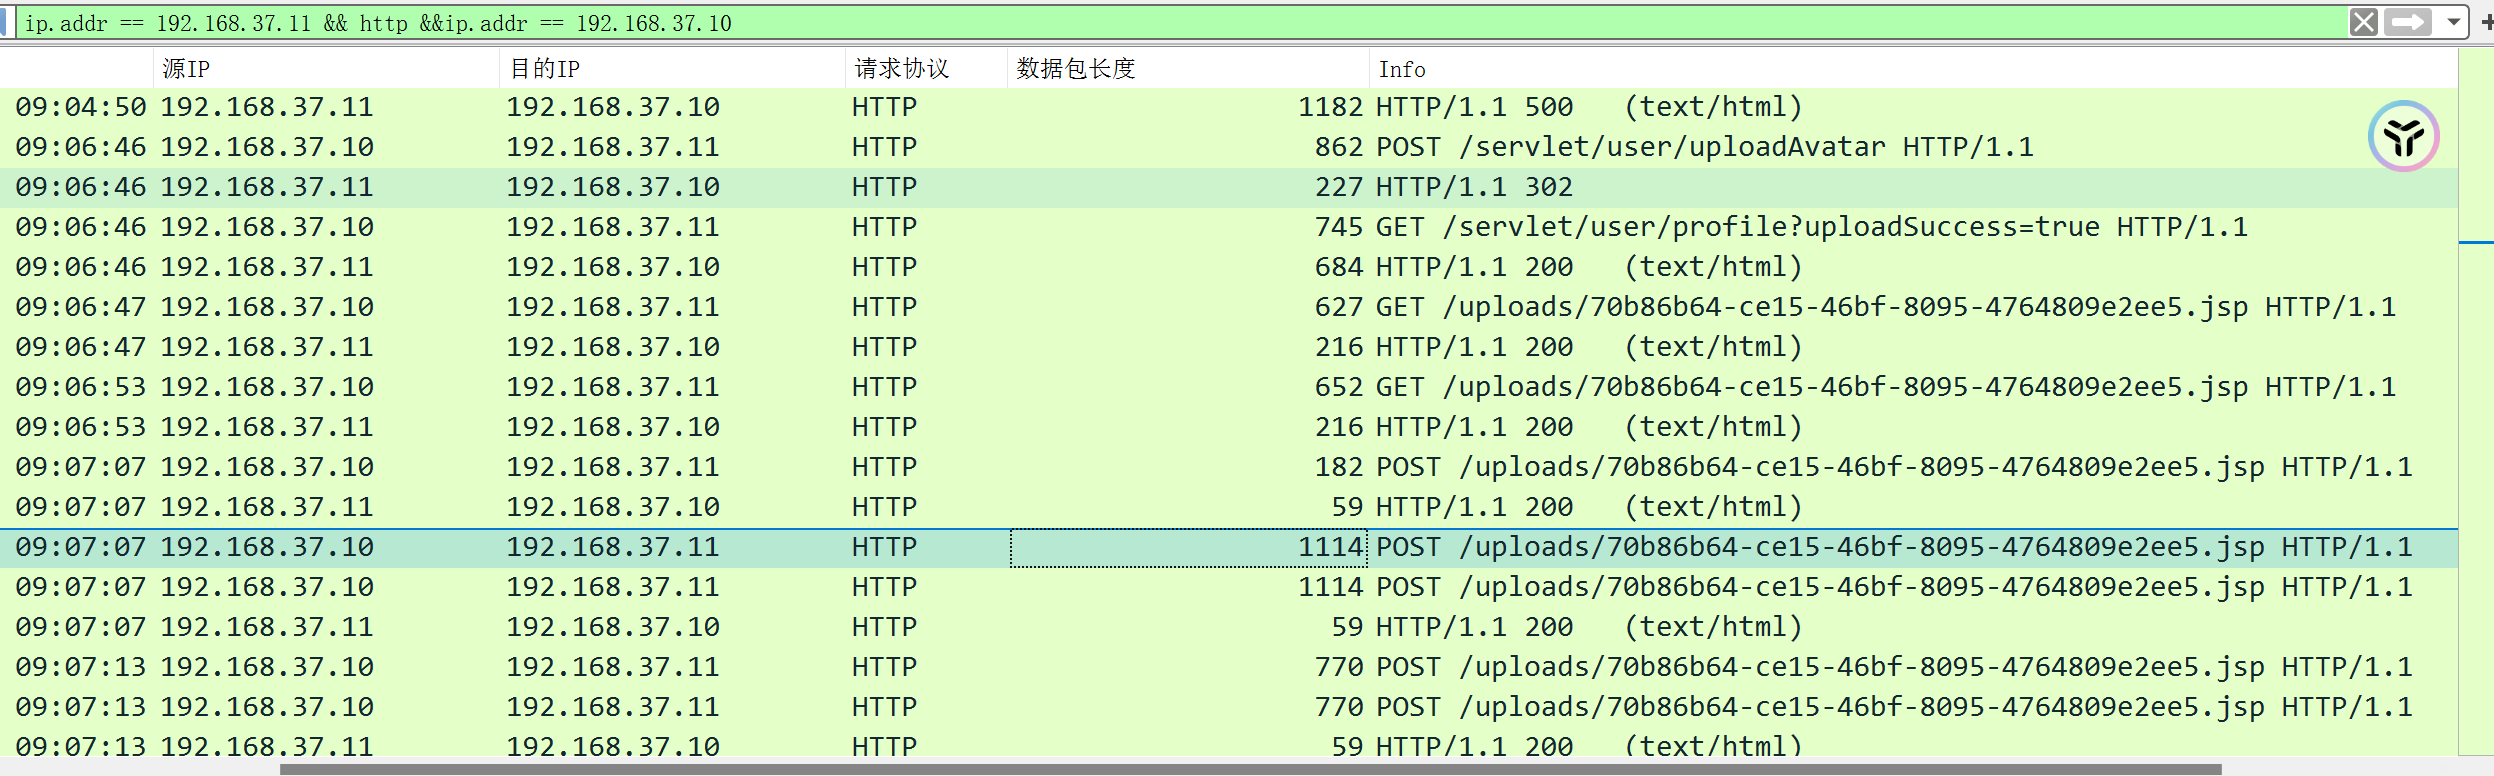 ip.addr == 192.168.37.11 && http &&ip.addr == 192.168.37.10
源IP 目的IP 请求协议 数据包长度 Info
09:04:50 192.168.37.11 192.168.37.10 HTTP 1182 HTTP/1.1 500 (text/html)
09:06:46 192.168.37.10 192.168.37.11 HTTP 862 POST /servlet/user/uploadAvatar HTTP/1.1
09:06:46 192.168.37.11 192.168.37.10 HTTP 227 HTTP/1.1 302
09:06:46 192.168.37.10 192.168.37.11 HTTP 745 GET /servlet/user/profile?uploadSuccess=true HTTP/1.1
09:06:46 192.168.37.11 192.168.37.10 HTTP 684 HTTP/1.1 200 (text/html)
09:06:47 192.168.37.10 192.168.37.11 HTTP 627 GET /uploads/70b86b64-ce15-46bf-8095-4764809e2ee5.jsp HTTP/1.1
09:06:47 192.168.37.11 192.168.37.10 HTTP 216 HTTP/1.1 200 (text/html)
09:06:53 192.168.37.10 192.168.37.11 HTTP 652 GET /uploads/70b86b64-ce15-46bf-8095-4764809e2ee5.jsp HTTP/1.1
09:06:53 192.168.37.11 192.168.37.10 HTTP 216 HTTP/1.1 200 (text/html)
09:07:07 192.168.37.10 192.168.37.11 HTTP 182 POST /uploads/70b86b64-ce15-46bf-8095-4764809e2ee5.jsp HTTP/1.1
09:07:07 192.168.37.11 192.168.37.10 HTTP 59 HTTP/1.1 200 (text/html)
09:07:07 192.168.37.10 192.168.37.11 HTTP 1114 POST /uploads/70b86b64-ce15-46bf-8095-4764809e2ee5.jsp HTTP/1.1
09:07:07 192.168.37.10 192.168.37.11 HTTP 1114 POST /uploads/70b86b64-ce15-46bf-8095-4764809e2ee5.jsp HTTP/1.1
09:07:07 192.168.37.11 192.168.37.10 HTTP 59 HTTP/1.1 200 (text/html)
09:07:13 192.168.37.10 192.168.37.11 HTTP 770 POST /uploads/70b86b64-ce15-46bf-8095-4764809e2ee5.jsp HTTP/1.1
09:07:13 192.168.37.10 192.168.37.11 HTTP 770 POST /uploads/70b86b64-ce15-46bf-8095-4764809e2ee5.jsp HTTP/1.1
09:07:13 192.168.37.11 192.168.37.10 HTTP 59 HTTP/1.1 200 (text/html)